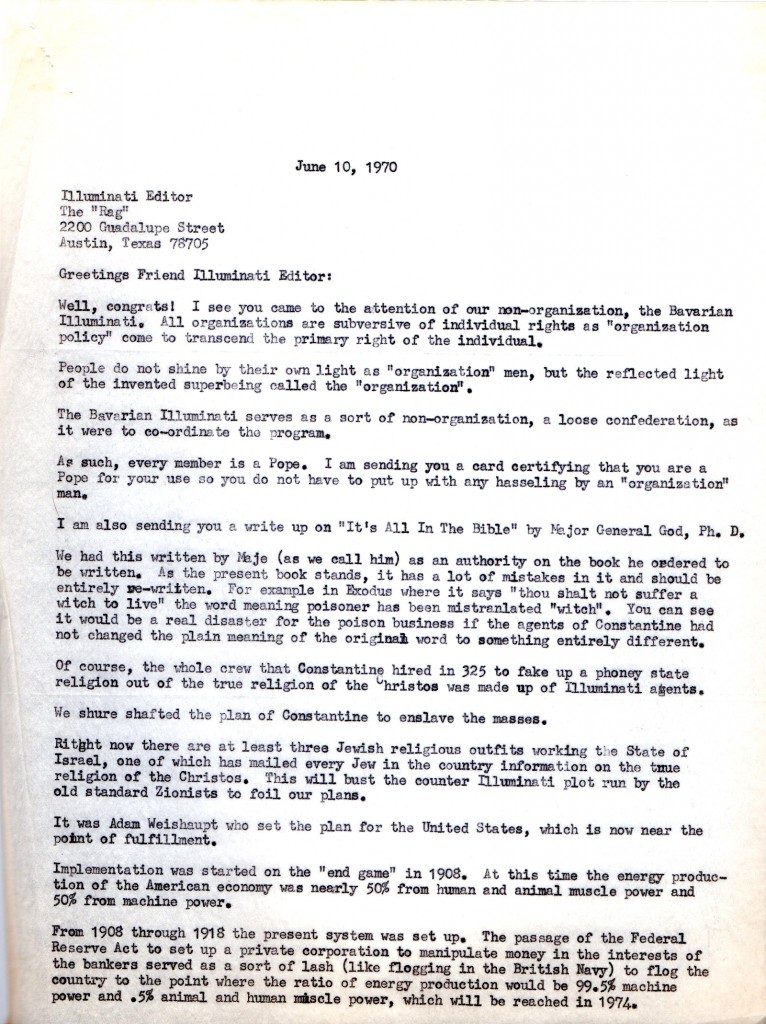 June 10, 1970
Illuminati Editor
The "Rag"
2200 Guadalupe Street
Austin, Texas 78705
Greetings Friend Illuminati Editor:
Well, congrats!  I see you came to the attention of our non-organization, the Bavarian
Illuminati.  All organizations are subversive of individual rights as "organization
policy" come to transcend the primary right of the individual.
People do not shine by their own light as "organization" men, but the reflected light
of the invented superbeing called the "organization".
The Bavarian Illuminati serves as a sort of non-organization, a loose confederation, as
it were to co-ordinate the program.
As such, every member is a Pope.  I am sending you a card certifying that you are a
Pope for your use so you do not have to put up with any hasseling by an "organization"
man.
I am also sending you a write up on "It's All In The Bible" by Major General God, Ph. D.
We had this written by Maje (as we call him) as an authority on the book he ordered to
be written.  As the present book stands, it has a lot of mistakes in it and should be
entirely re-written.  For example in Exodus where it says "thou shalt not suffer a
witch to live" the word meaning poisoner has been mistranlated "witch".  You can see
it would be a real disaster for the poison business if the agents of Constantine had
not changed the plain meaning of the original word to something entirely different.
Of course, the whole crew that Constantine hired in 325 to fake up a phoney state
religion out of the true religion of the Christos was made up of Illuminati agents.
We shure shafted the plan of Constantine to enslave the masses.
Ritght now there are at least three Jewish religious outfits working the State of
Israel, one of which has mailed every Jew in the country information on the true
religion of the Christos.  This will bust the counter Illuminati plot run by the
old standard Zionists to foil our plans.
It was Adam Weishaupt who set the plan for the United States, which is now near the
point of fulfillment.
Implementation was started on the "end game" in 1908.  At this time the energy produc-
tion of the American economy was nearly 50% from human and animal muscle power and
50% from machine power.
From 1908 through 1918 the present system was set up.  The passage of the Federal
Reserve Act to set up a private corporation to manipulate money in the interests of
the bankers served as a sort of lash (like flogging in the British Navy) to flog the
country to the point where the ratio of energy production would be 99.5% machine
power and .5% animal and human muscle power, which will be reached in 1974.